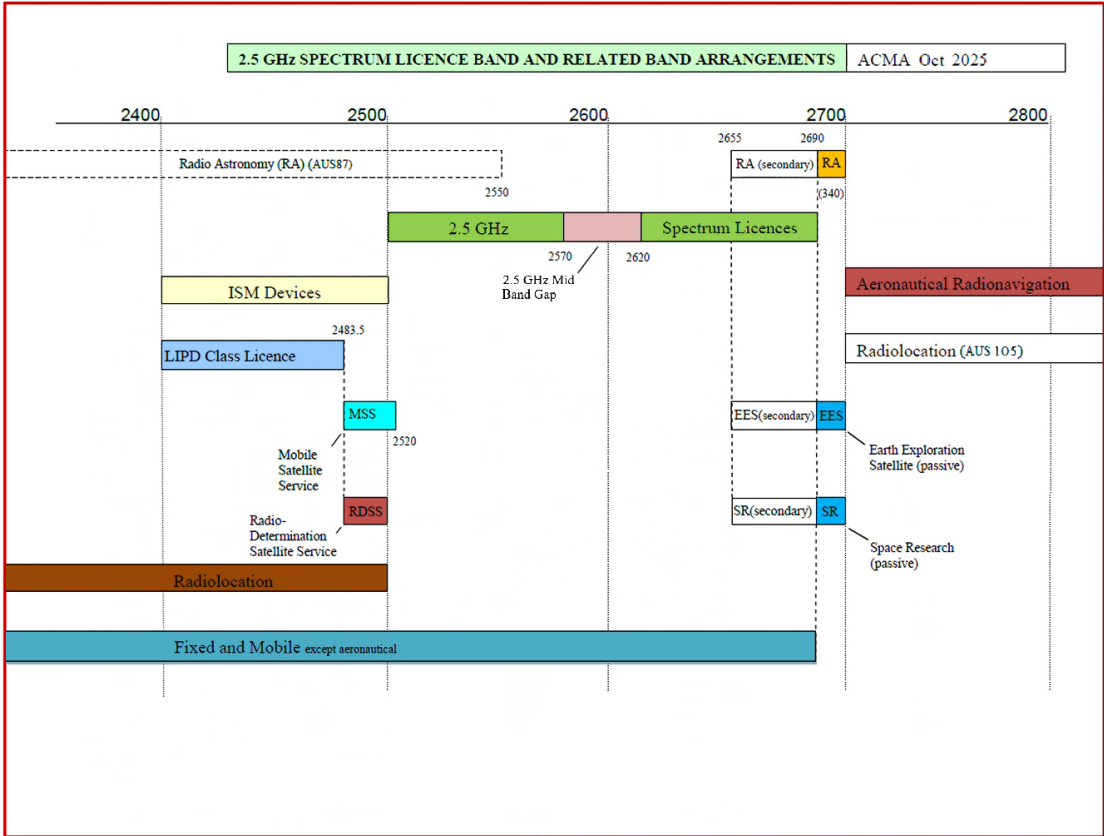 2.5 GHz SPECTRUM LICENCE BAND AND RELATED BAND ARRANGEMENTS
ACMA Oct 2025
2400
2500
2600
2700
2800
2655
2690
Radio Astronomy (RA) (AUS87)
RA (secondary)
RA
2550
(340)
2.5 GHz
Spectrum Licences
2570
2620
2.5 GHz Mid
Band Gap
ISM Devices
Aeronautical Radionavigation
2483.5
LIPD Class Licence
Radiolocation (AUS 105)
MSS
2520
EES(secondary)
EES
Mobile
Satellite
Service
Earth Exploration
Satellite (passive)
RDSS
SR(secondary)
SR
Radio-
Determination
Satellite Service
Space Research
(passive)
Radiolocation
Fixed and Mobile except aeronautical